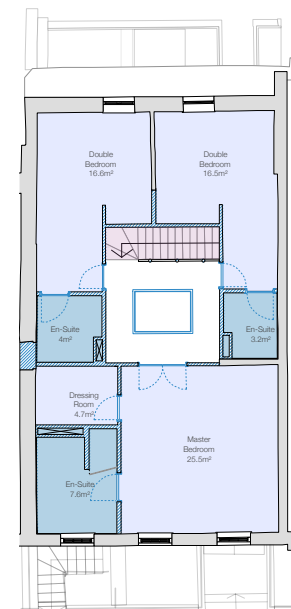 Double
Bedroom
16.6m²
Double
Bedroom
16.5m²
En-Suite
4m²
En-Suite
3.2m²
Dressing
Room
4.7m²
Master
Bedroom
25.5m²
En-Suite
7.6m²